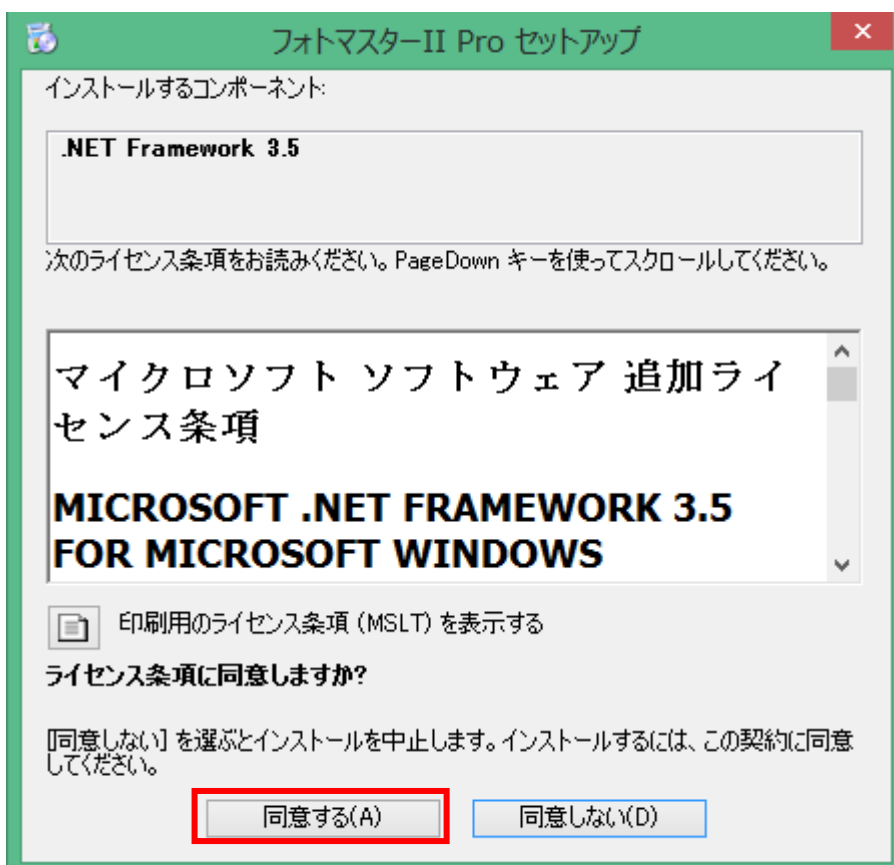 フォトマスターII Pro セットアップ
インストールするコンポーネント:
.NET Framework 3.5
次のライセンス条項をお読みください。PageDown キーを使ってスクロールしてください。
マイクロソフト ソフトウェア 追加ライ
センス条項
MICROSOFT .NET FRAMEWORK 3.5
FOR MICROSOFT WINDOWS
印刷用のライセンス条項 (MSLT) を表示する
ライセンス条項に同意しますか?
[同意しない] を選ぶとインストールを中止します。インストールするには、この契約に同意
してください。
同意する(A)
同意しない(D)